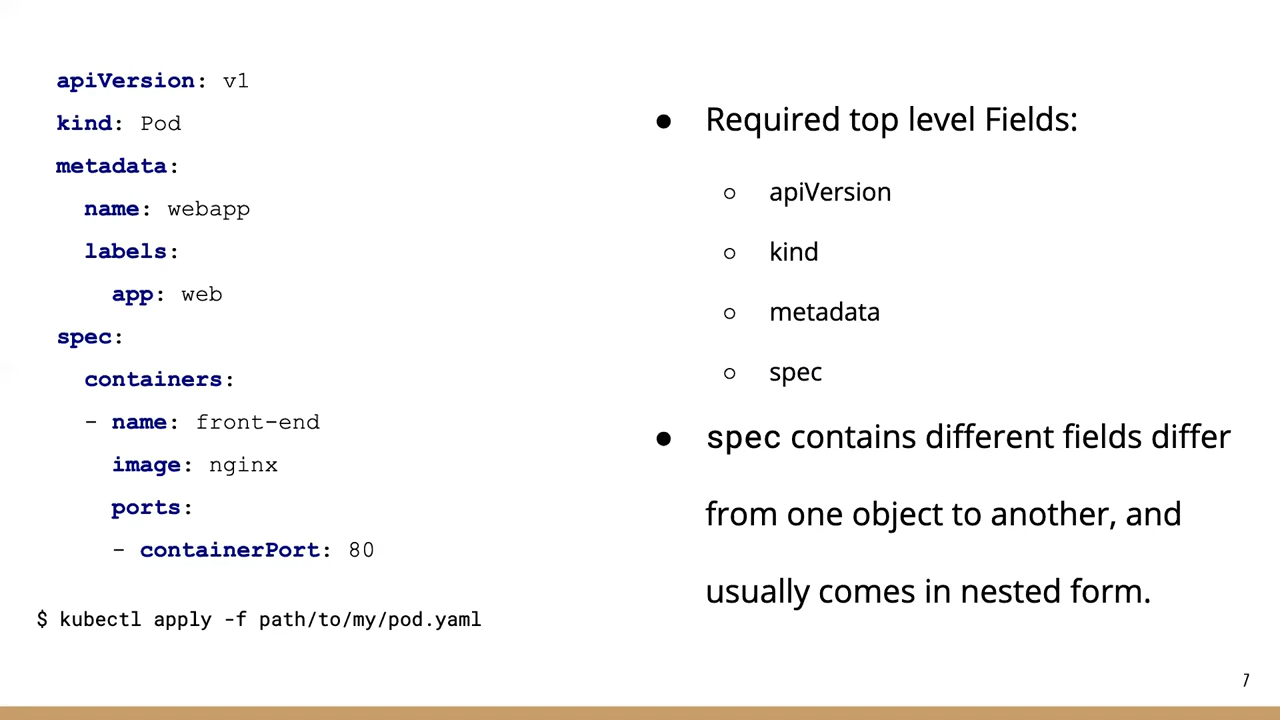 apiVersion: v1
kind: Pod
metadata:
  name: webapp
  labels:
    app: web
spec:
  containers:
  - name: front-end
    image: nginx
    ports:
    - containerPort: 80
$ kubectl apply -f path/to/my/pod.yaml
● Required top level Fields:
○ apiVersion
○ kind
○ metadata
○ spec
● spec contains different fields differ
from one object to another, and
usually comes in nested form.
7